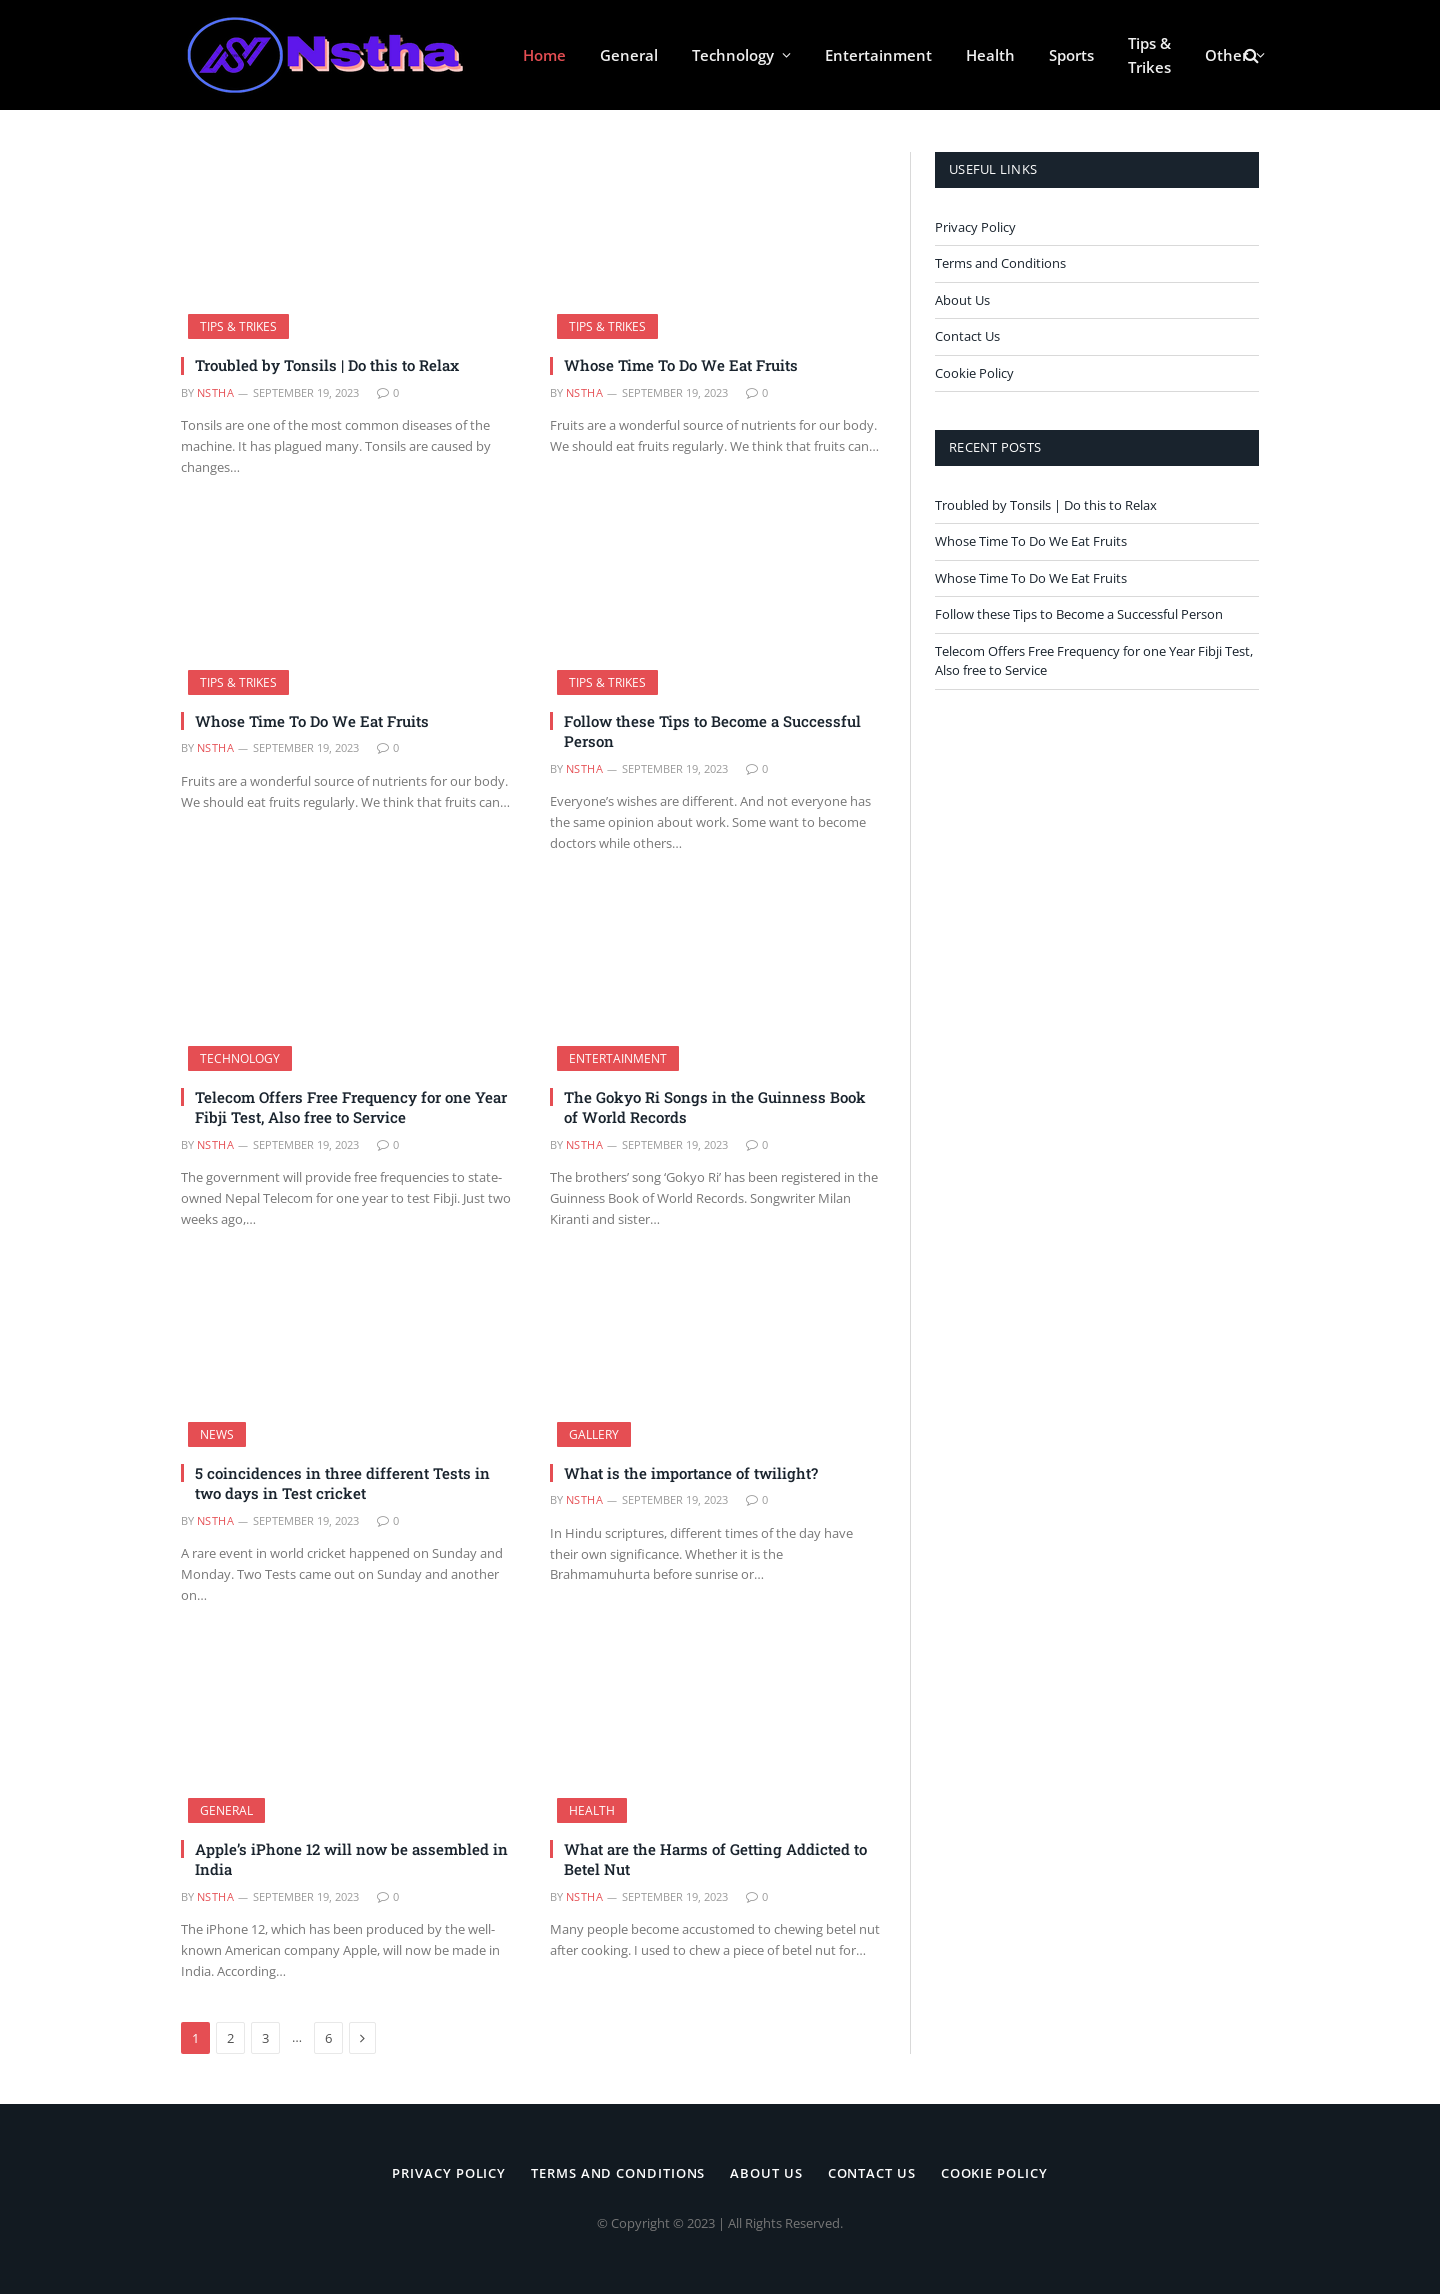 Nstha
Home
General
Technology
Entertainment
Health
Sports
Tips &
Trikes
Other
TIPS & TRIKES
Troubled by Tonsils | Do this to Relax
BY NSTHA — SEPTEMBER 19, 2023 0
Tonsils are one of the most common diseases of the
machine. It has plagued many. Tonsils are caused by
changes…
TIPS & TRIKES
Whose Time To Do We Eat Fruits
BY NSTHA — SEPTEMBER 19, 2023 0
Fruits are a wonderful source of nutrients for our body.
We should eat fruits regularly. We think that fruits can…
TIPS & TRIKES
Whose Time To Do We Eat Fruits
BY NSTHA — SEPTEMBER 19, 2023 0
Fruits are a wonderful source of nutrients for our body.
We should eat fruits regularly. We think that fruits can…
TIPS & TRIKES
Follow these Tips to Become a Successful
Person
BY NSTHA — SEPTEMBER 19, 2023 0
Everyone’s wishes are different. And not everyone has
the same opinion about work. Some want to become
doctors while others…
TECHNOLOGY
Telecom Offers Free Frequency for one Year
Fibji Test, Also free to Service
BY NSTHA — SEPTEMBER 19, 2023 0
The government will provide free frequencies to state-
owned Nepal Telecom for one year to test Fibji. Just two
weeks ago,…
ENTERTAINMENT
The Gokyo Ri Songs in the Guinness Book
of World Records
BY NSTHA — SEPTEMBER 19, 2023 0
The brothers’ song ‘Gokyo Ri’ has been registered in the
Guinness Book of World Records. Songwriter Milan
Kiranti and sister…
NEWS
5 coincidences in three different Tests in
two days in Test cricket
BY NSTHA — SEPTEMBER 19, 2023 0
A rare event in world cricket happened on Sunday and
Monday. Two Tests came out on Sunday and another
on…
GALLERY
What is the importance of twilight?
BY NSTHA — SEPTEMBER 19, 2023 0
In Hindu scriptures, different times of the day have
their own significance. Whether it is the
Brahmamuhurta before sunrise or…
GENERAL
Apple’s iPhone 12 will now be assembled in
India
BY NSTHA — SEPTEMBER 19, 2023 0
The iPhone 12, which has been produced by the well-
known American company Apple, will now be made in
India. According…
HEALTH
What are the Harms of Getting Addicted to
Betel Nut
BY NSTHA — SEPTEMBER 19, 2023 0
Many people become accustomed to chewing betel nut
after cooking. I used to chew a piece of betel nut for…
1 2 3 … 6
USEFUL LINKS
Privacy Policy
Terms and Conditions
About Us
Contact Us
Cookie Policy
RECENT POSTS
Troubled by Tonsils | Do this to Relax
Whose Time To Do We Eat Fruits
Whose Time To Do We Eat Fruits
Follow these Tips to Become a Successful Person
Telecom Offers Free Frequency for one Year Fibji Test,
Also free to Service
PRIVACY POLICY TERMS AND CONDITIONS ABOUT US CONTACT US COOKIE POLICY
© Copyright © 2023 | All Rights Reserved.